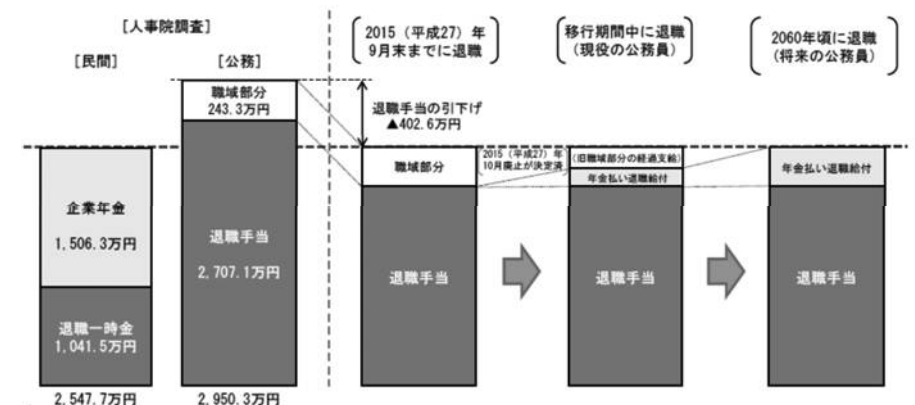 [人事院調査]
[民間]
[公務]
2015（平成27）年
9月末までに退職
移行期間中に退職
(現役の公務員)
2060年頃に退職
(将来の公務員)
職域部分
243.3万円
退職手当の引下げ
▲402.6万円
企業年金
1,506.3万円
退職一時金
1,041.5万円
2,547.7万円
退職手当
2,707.1万円
2,950.3万円
職域部分
退職手当
2015（平成27）年
10月廃止が決定済
(旧職域部分の経過支給)
年金払い退職給付
退職手当
年金払い退職給付
退職手当